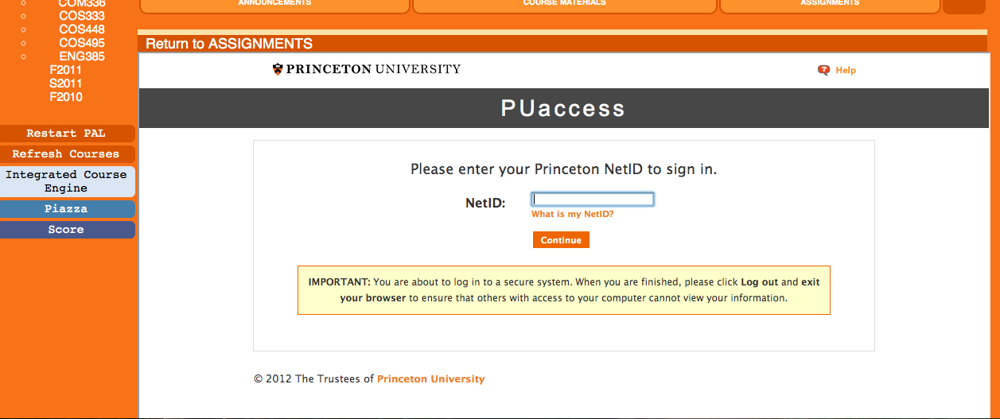 COM336
COS333
COS448
COS495
ENG385
F2011
S2011
F2010
Restart PAL
Refresh Courses
Integrated Course
Engine
Piazza
Score
ANNOUNCEMENTS
COURSE MATERIALS
ASSIGNMENTS
Return to ASSIGNMENTS
PRINCETON UNIVERSITY
Help
PUaccess
Please enter your Princeton NetID to sign in.
NetID:
What is my NetID?
Continue
IMPORTANT: You are about to log in to a secure system. When you are finished, please click Log out and exit
your browser to ensure that others with access to your computer cannot view your information.
© 2012 The Trustees of Princeton University